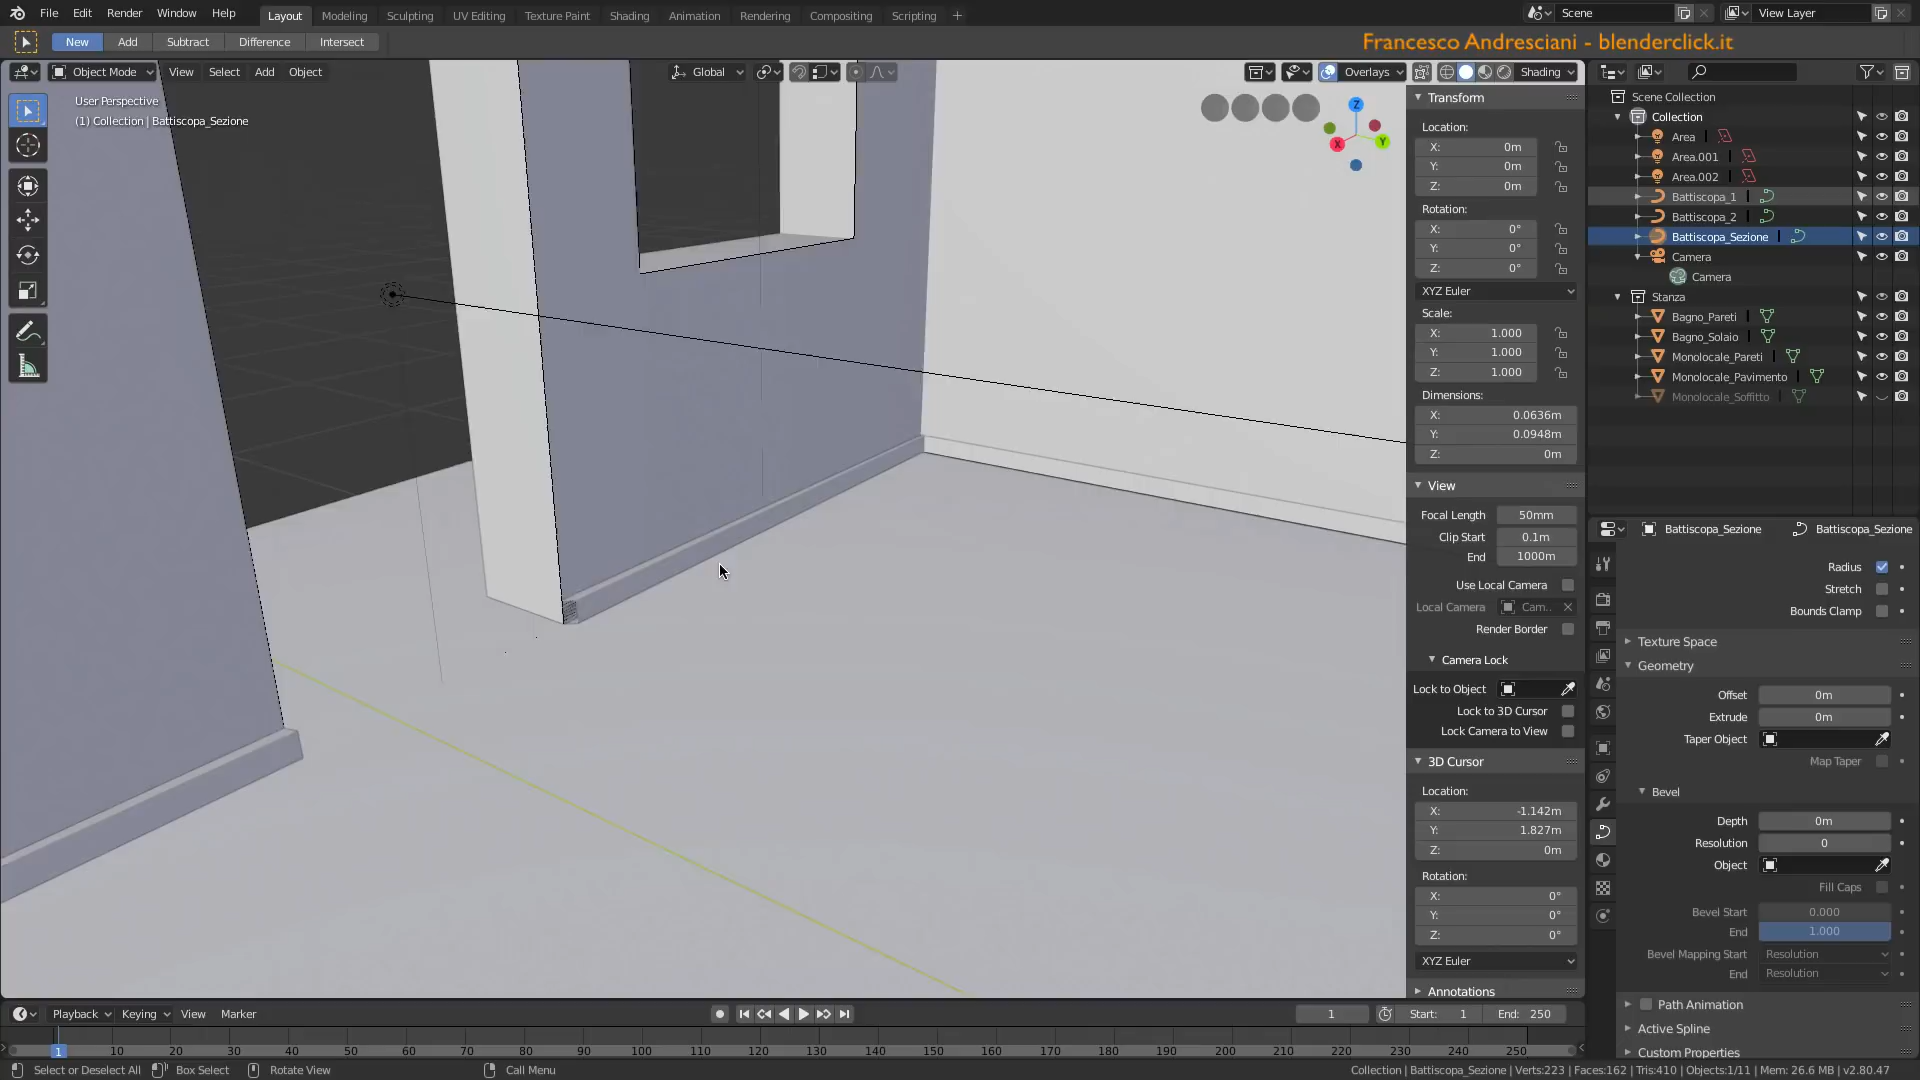 File Edit Render Window Help
Layout Modeling Sculpting UV Editing Texture Paint Shading Animation Rendering Compositing Scripting +
Scene
View Layer
New Add Subtract Difference Intersect
Francesco Andresciani - blenderclick.it
Object Mode View Select Add Object
Global
Overlays
Shading
User Perspective
(1) Collection | Battiscopa_Sezione
Z
X
Y
Transform
Location:
X: 0m
Y: 0m
Z: 0m
Rotation:
X: 0°
Y: 0°
Z: 0°
XYZ Euler
Scale:
X: 1.000
Y: 1.000
Z: 1.000
Dimensions:
X: 0.0636m
Y: 0.0948m
Z: 0m
View
Focal Length 50mm
Clip Start 0.1m
End 1000m
Use Local Camera
Local Camera Cam..
Render Border
Camera Lock
Lock to Object
Lock to 3D Cursor
Lock Camera to View
3D Cursor
Location:
X: -1.142m
Y: 1.827m
Z: 0m
Rotation:
X: 0°
Y: 0°
Z: 0°
XYZ Euler
Annotations
Scene Collection
Collection
Area
Area.001
Area.002
Battiscopa_1
Battiscopa_2
Battiscopa_Sezione
Camera
Camera
Stanza
Bagno_Pareti
Bagno_Solaio
Monolocale_Pareti
Monolocale_Pavimento
Monolocale_Soffitto
Battiscopa_Sezione Battiscopa_Sezione
Radius
Stretch
Bounds Clamp
Texture Space
Geometry
Offset 0m
Extrude 0m
Taper Object
Map Taper
Bevel
Depth 0m
Resolution 0
Object
Fill Caps
Bevel Start 0.000
End 1.000
Bevel Mapping Start Resolution
End Resolution
Path Animation
Active Spline
Custom Properties
Playback Keying View Marker
1
Start: 1
End: 250
1 10 20 30 40 50 60 70 80 90 100 110 120 130 140 150 160 170 180 190 200 210 220 230 240 250
Select or Deselect All Box Select Rotate View Call Menu
Collection | Battiscopa_Sezione | Verts:223 | Faces:162 | Tris:410 | Objects:1/11 | Mem: 26.6 MB | v2.80.47